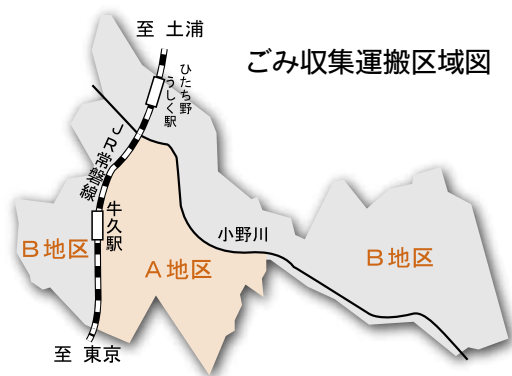 至 土浦
ごみ収集運搬区域図
ひたち野
うしく駅
JR常磐線
牛久駅
小野川
B地区
A地区
B地区
至 東京